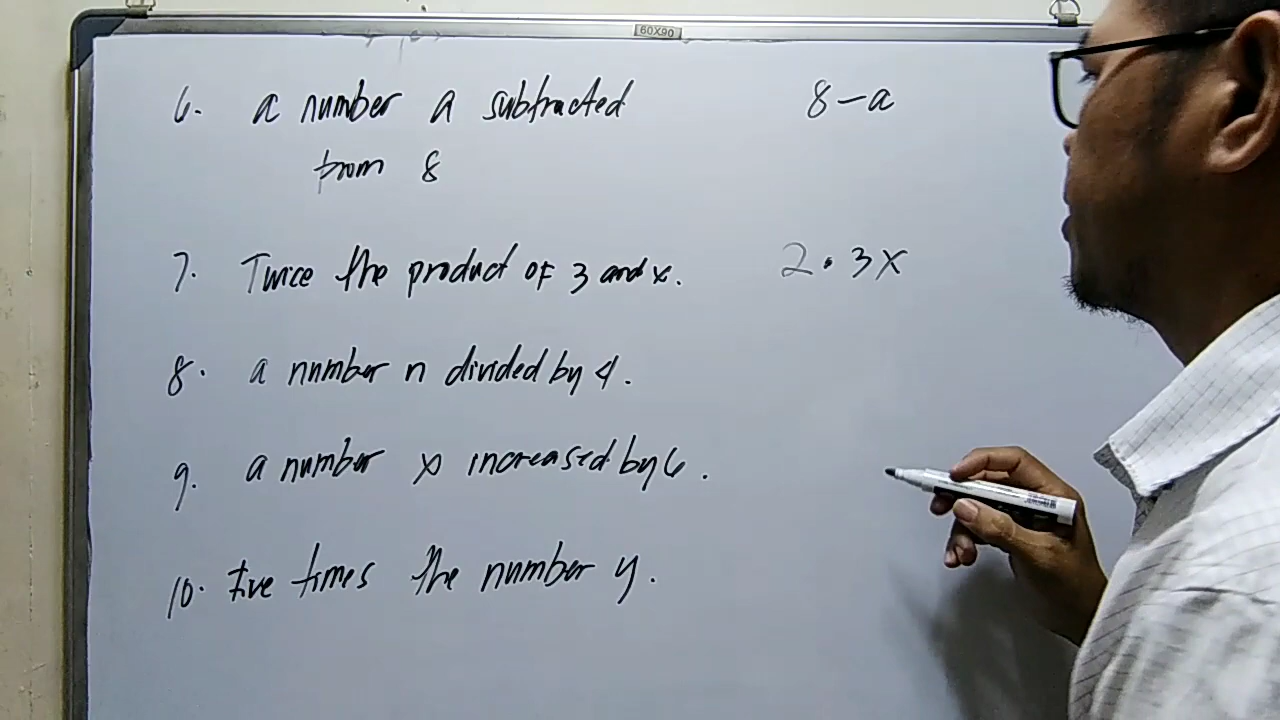 60X90
6. a number a subtracted 8-a
from 8
7. Twice the product of 3 and x. 2 • 3x
8. a number n divided by 4.
9. a number x increased by 6.
10. Five times the number y.